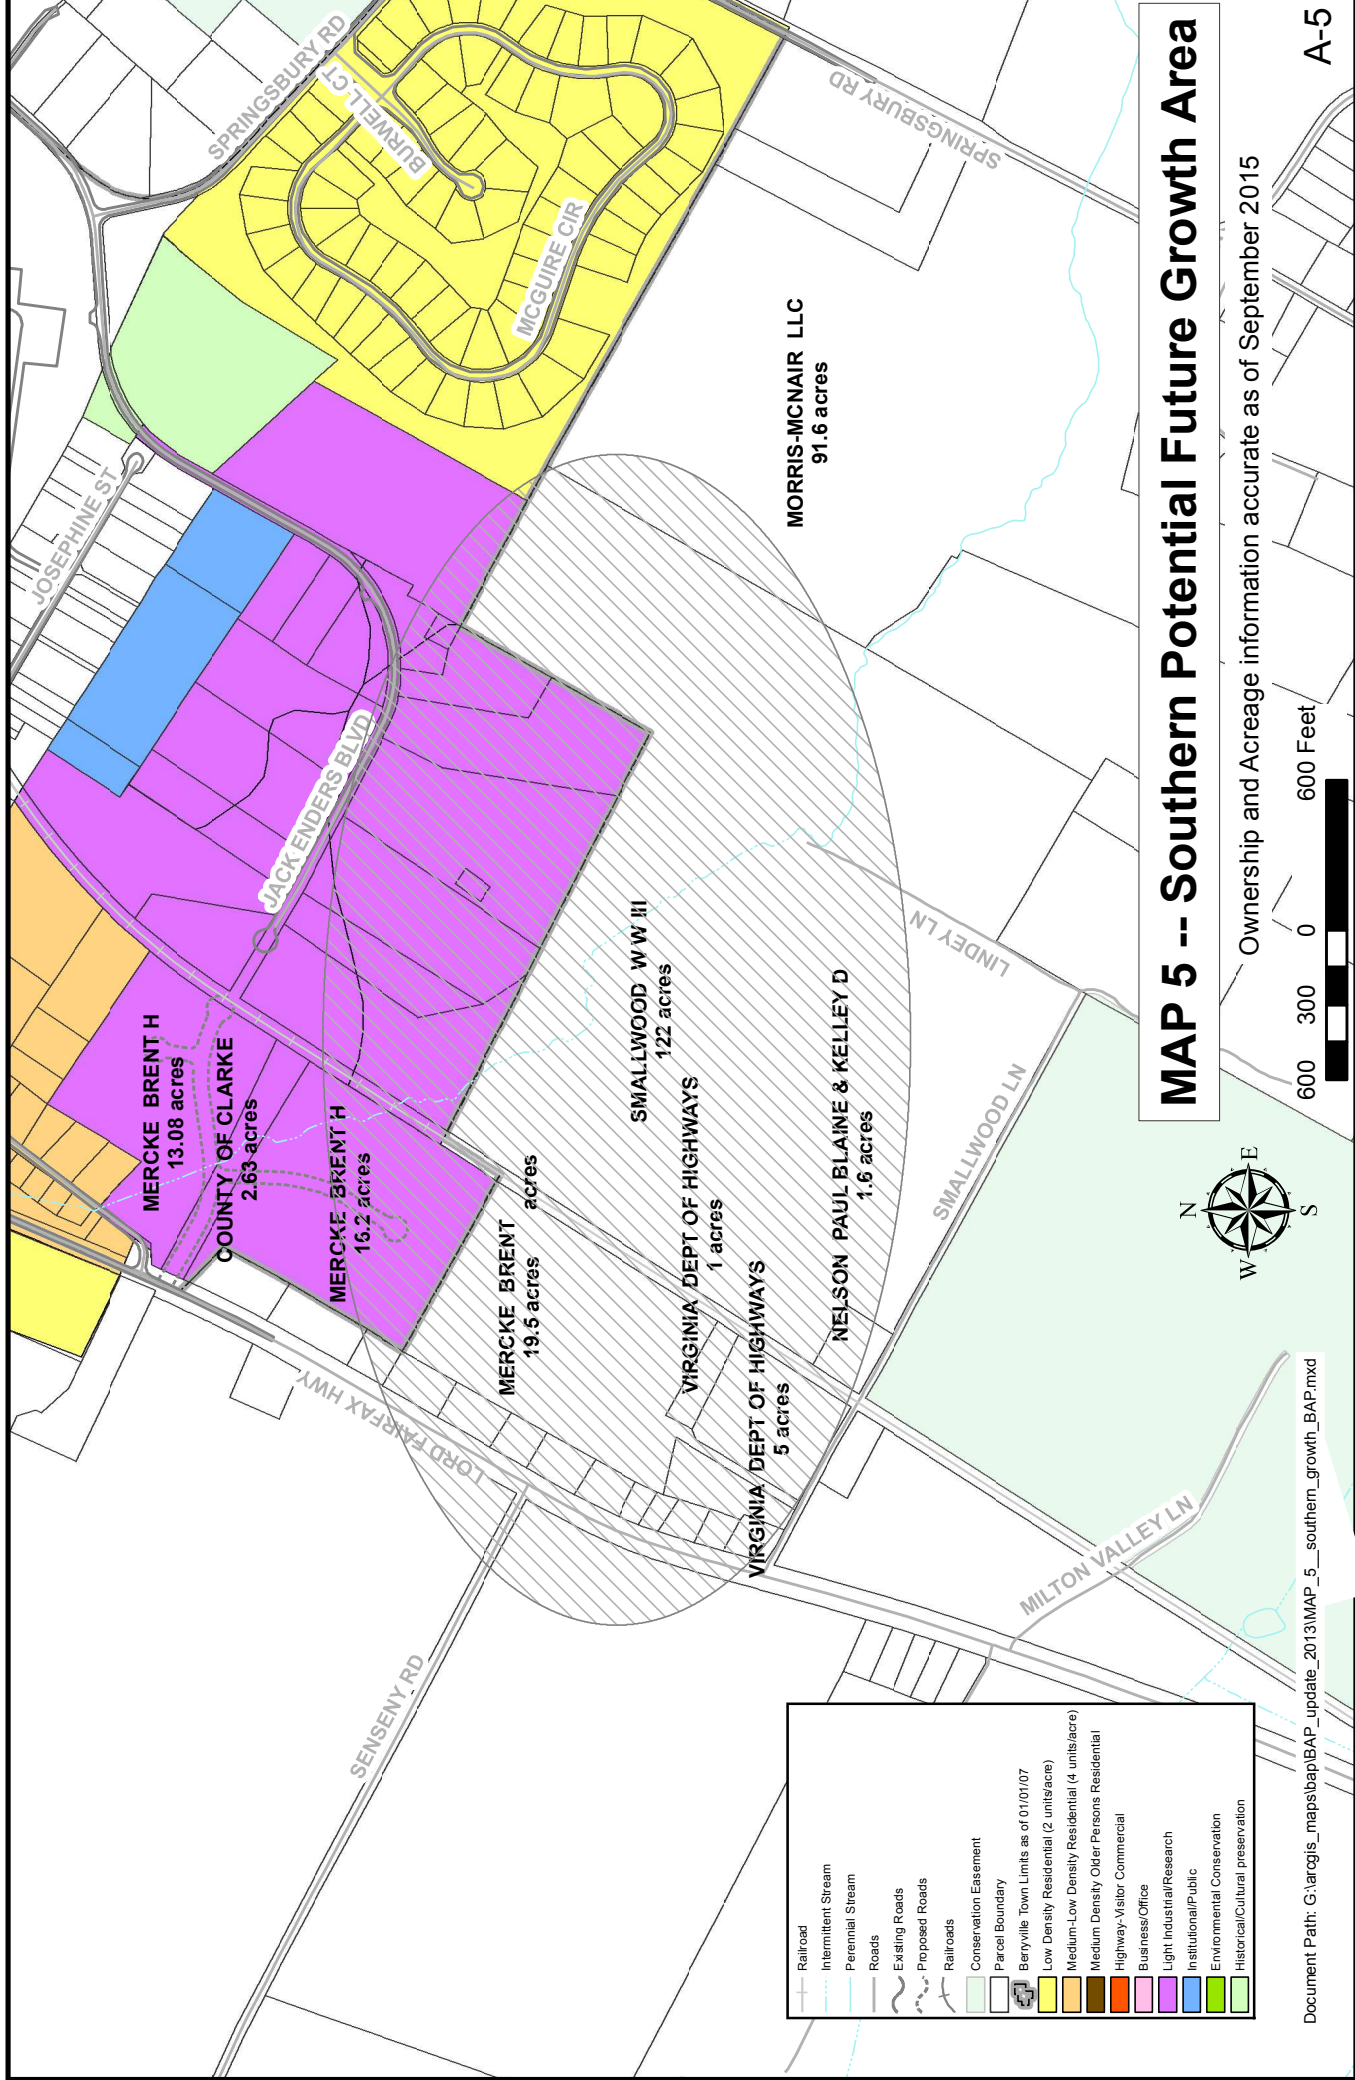 SPRINGSBURY RD
BURWELL CT
MCGUIRE CIR
SPRINGSBURY RD
JOSEPHINE ST
JACK ENDERS BLVD
MORRIS-MCNAIR LLC
91.6 acres
MERCKE BRENT H
13.08 acres
COUNTY OF CLARKE
2.63 acres
MERCKE BRENT H
16.2 acres
MERCKE BRENT
19.5 acres
acres
SMALLWOOD W W III
122 acres
VIRGINIA DEPT OF HIGHWAYS
1 acres
VIRGINIA DEPT OF HIGHWAYS
5 acres
NELSON PAUL BLAINE & KELLEY D
1.6 acres
LORD FAIRFAX HWY
SENSENY RD
LINDEY LN
SMALLWOOD LN
MILTON VALLEY LN
Railroad
Intermittent Stream
Perennial Stream
Roads
Existing Roads
Proposed Roads
Railroads
Conservation Easement
Parcel Boundary
Berryville Town Limits as of 01/01/07
Low Density Residential (2 units/acre)
Medium-Low Density Residential (4 units/acre)
Medium Density Older Persons Residential
Highway-Visitor Commercial
Business/Office
Light Industrial/Research
Institutional/Public
Environmental Conservation
Historical/Cultural preservation
N
W E
S
MAP 5 -- Southern Potential Future Growth Area
Ownership and Acreage information accurate as of September 2015
600 300 0 600 Feet
Document Path: G:\arcgis_maps\bap\BAP_update_2013\MAP_5__southern_growth_BAP.mxd
A-5